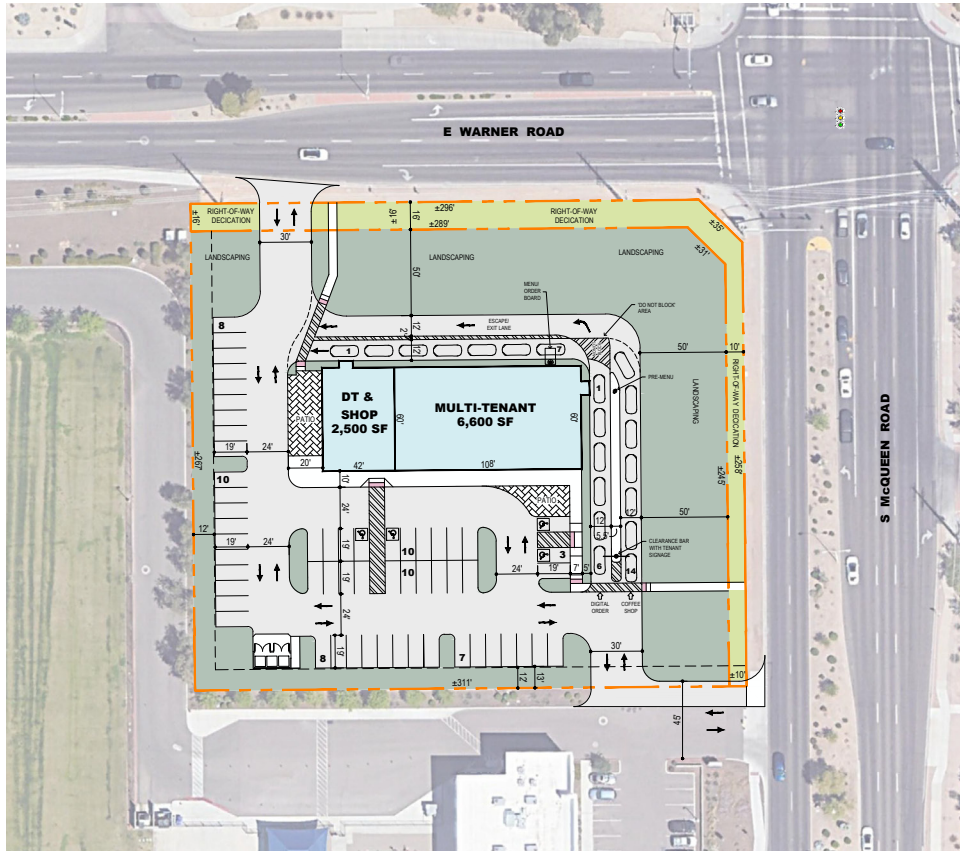 E WARNER ROAD
±16'
RIGHT-OF-WAY
DECICATION
±16'
16'
±296'
±289'
RIGHT-OF-WAY
DECICATION
±35'
±31'
30'
LANDSCAPING
LANDSCAPING
LANDSCAPING
50'
MENU/
ORDER
BOARD
'DO NOT BLOCK'
AREA
ESCAPE/
EXIT LANE
8
12'
2'
12'
1
7
50'
10'
PRE-MENU
1
DT &
SHOP
2,500 SF
60'
MULTI-TENANT
6,600 SF
60'
PATIO
LANDSCAPING
RIGHT-OF-WAY DEDICATION
S McQUEEN ROAD
19'
24'
20'
42'
108'
±267'
±245'
±258'
10
10'
PATIO
24'
12'
12'
50'
12'
5.5'
19'
24'
19'
10
10
3
CLEARANCE BAR
WITH TENANT
SIGNAGE
19'
24'
19'
7'
5'
6
14
24'
DIGITAL
ORDER
COFFEE
SHOP
19'
8
7
30'
12'
13'
±311'
±10'
45'